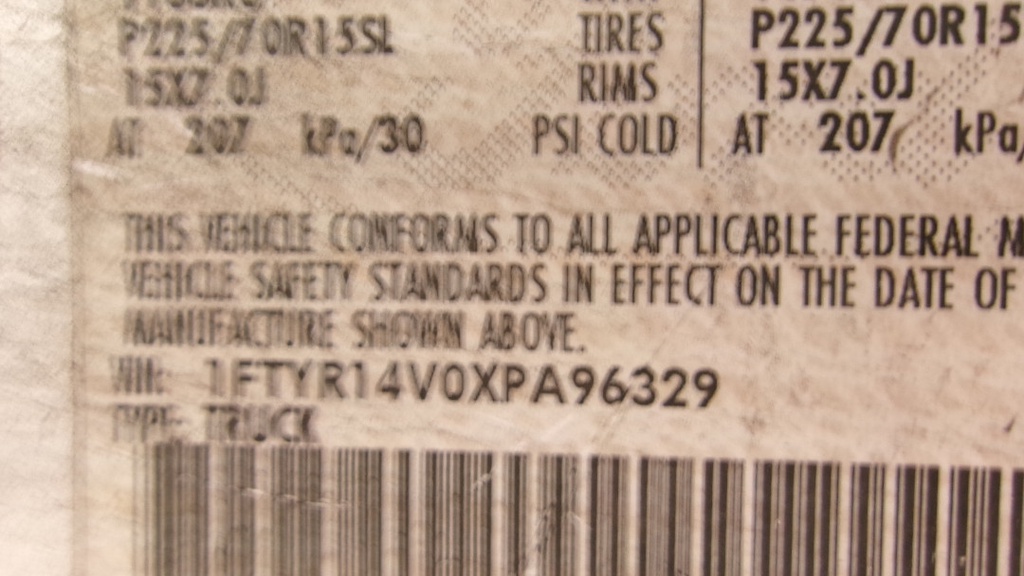 P225/70R15SL TIRES P225/70R15
15X7.0J RIMS 15X7.0J
AT 207 kPa/30 PSI COLD AT 207 kPa/
THIS VEHICLE CONFORMS TO ALL APPLICABLE FEDERAL M
VEHICLE SAFETY STANDARDS IN EFFECT ON THE DATE OF
MANUFACTURE SHOWN ABOVE.
VIN: 1FTYR14V0XPA96329
TYPE: TRUCK